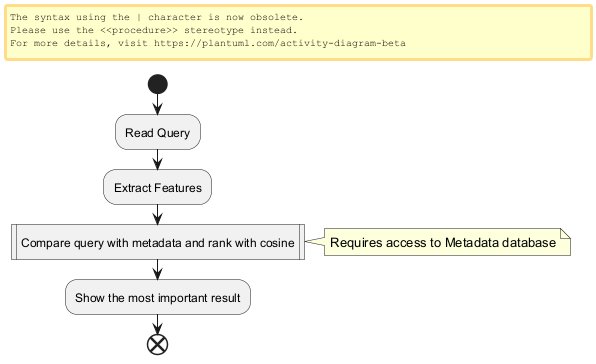 The syntax using the | character is now obsolete.
Please use the <<procedure>> stereotype instead.
For more details, visit https://plantuml.com/activity-diagram-beta
Read Query
Extract Features
Compare query with metadata and rank with cosine
Requires access to Metadata database
Show the most important result